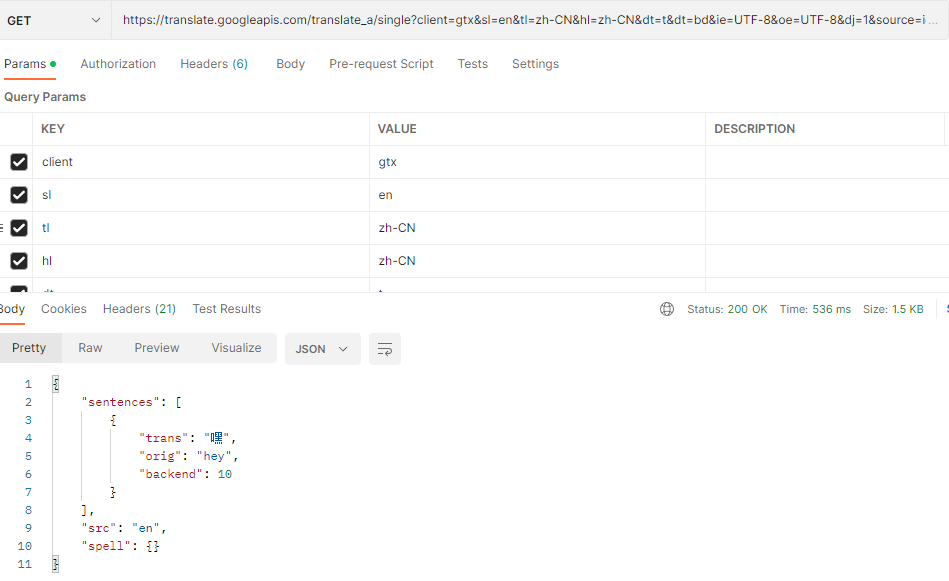 GET https://translate.googleapis.com/translate_a/single?client=gtx&sl=en&tl=zh-CN&hl=zh-CN&dt=t&dt=bd&ie=UTF-8&oe=UTF-8&dj=1&source=i...
Params Authorization Headers (6) Body Pre-request Script Tests Settings
Query Params
KEY VALUE DESCRIPTION
client gtx
sl en
tl zh-CN
hl zh-CN
Body Cookies Headers (21) Test Results Status: 200 OK Time: 536 ms Size: 1.5 KB
Pretty Raw Preview Visualize JSON
1 {
2 "sentences": [
3 {
4 "trans": "嘿",
5 "orig": "hey",
6 "backend": 10
7 }
8 ],
9 "src": "en",
10 "spell": {}
11 }